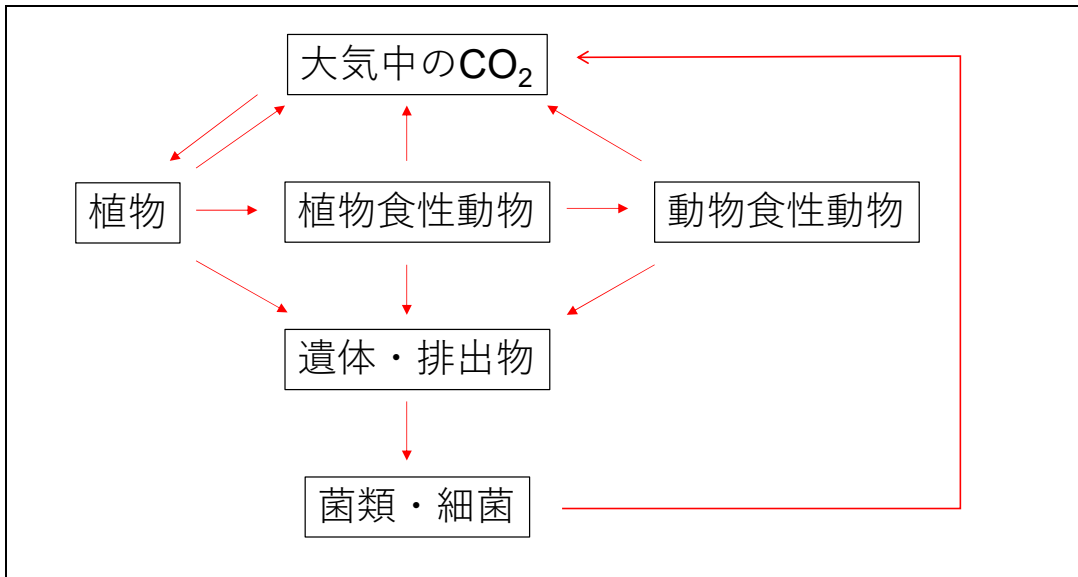 大気中のCO₂
植物
植物食性動物
動物食性動物
遺体・排出物
菌類・細菌